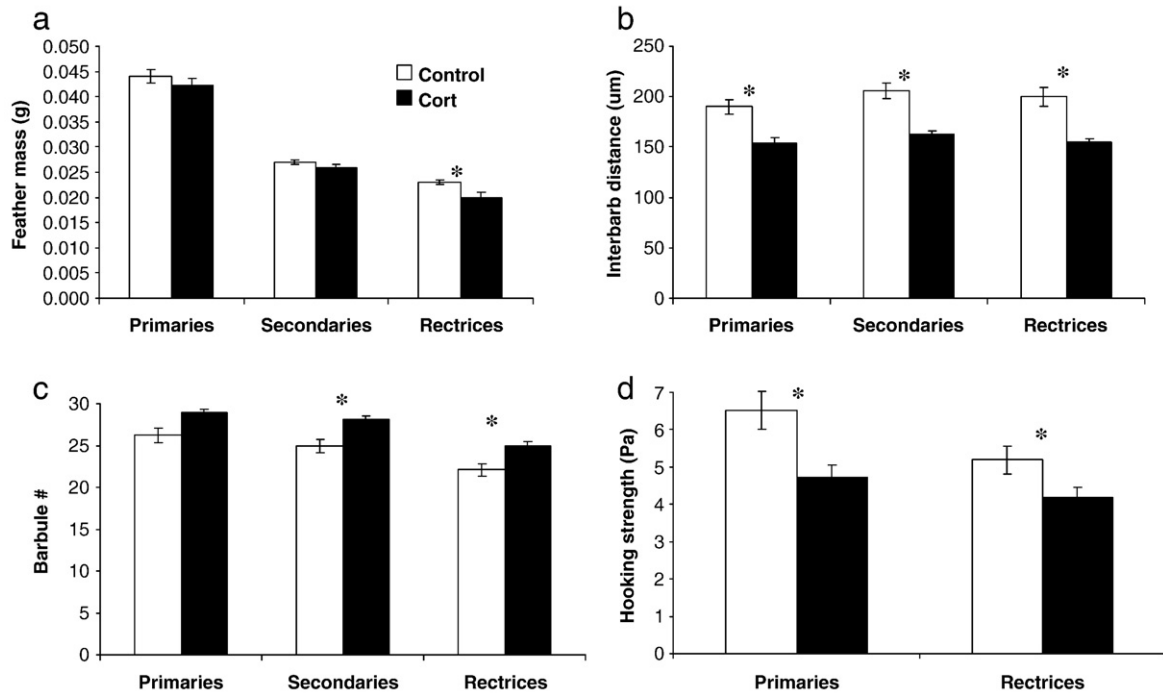 a
0.050
0.045
0.040
0.035
0.030
0.025
0.020
0.015
0.010
0.005
0.000
Feather mass (g)
Control
Cort
*
Primaries Secondaries Rectrices
b
250
200
150
100
50
0
Interbarb distance (um)
* * *
Primaries Secondaries Rectrices
c
30
25
20
15
10
5
0
Barbule #
* *
Primaries Secondaries Rectrices
d
7
6
5
4
3
2
1
0
Hooking strength (Pa)
* *
Primaries Rectrices